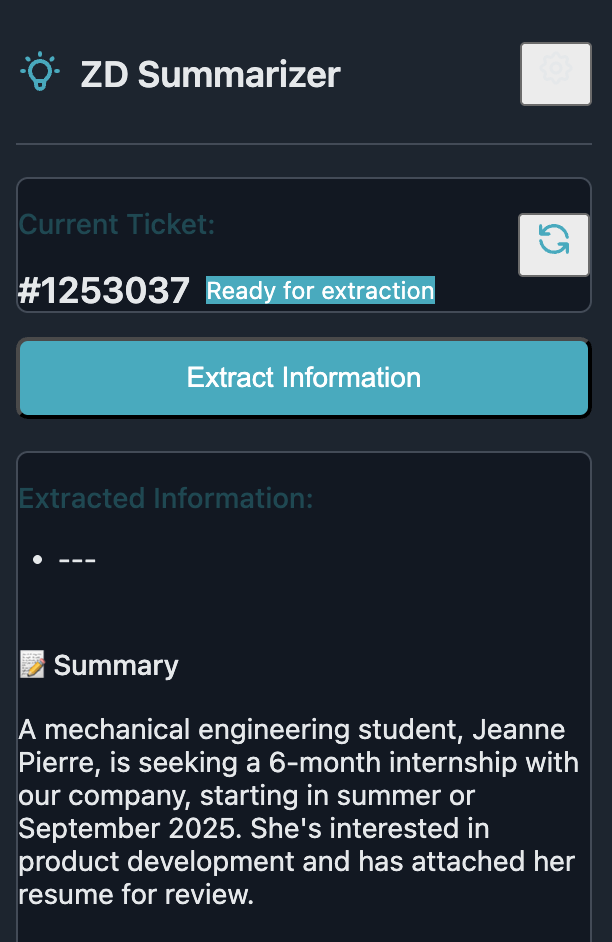 ZD Summarizer
Current Ticket:
#1253037 Ready for extraction
Extract Information
Extracted Information:
• ---
📝 Summary
A mechanical engineering student, Jeanne
Pierre, is seeking a 6-month internship with
our company, starting in summer or
September 2025. She's interested in
product development and has attached her
resume for review.